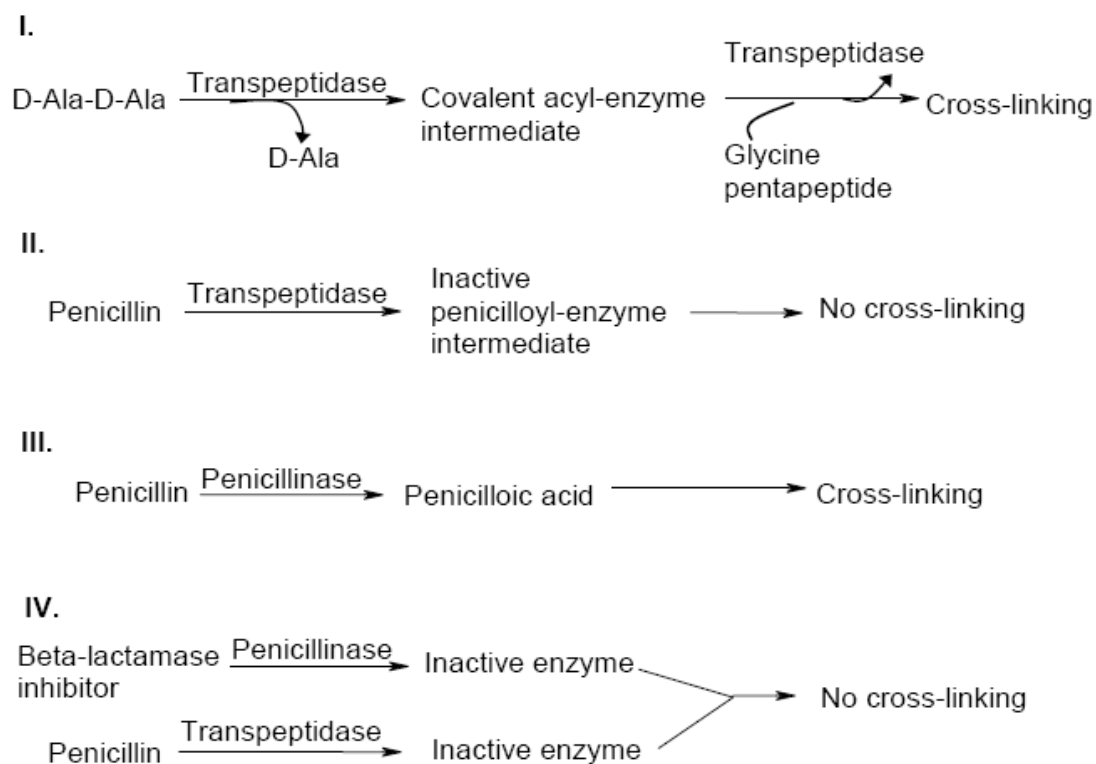 I.
Transpeptidase
Transpeptidase
D-Ala-D-Ala
Covalent acyl-enzyme
intermediate
Cross-linking
D-Ala
Glycine
pentapeptide
II.
Inactive
Penicillin
Transpeptidase
penicilloyl-enzyme
No cross-linking
intermediate
III.
Penicillin
Penicillinase
Penicilloic acid
Cross-linking
IV.
Beta-lactamase
inhibitor
Penicillinase
Inactive enzyme
No cross-linking
Penicillin
Transpeptidase
Inactive enzyme